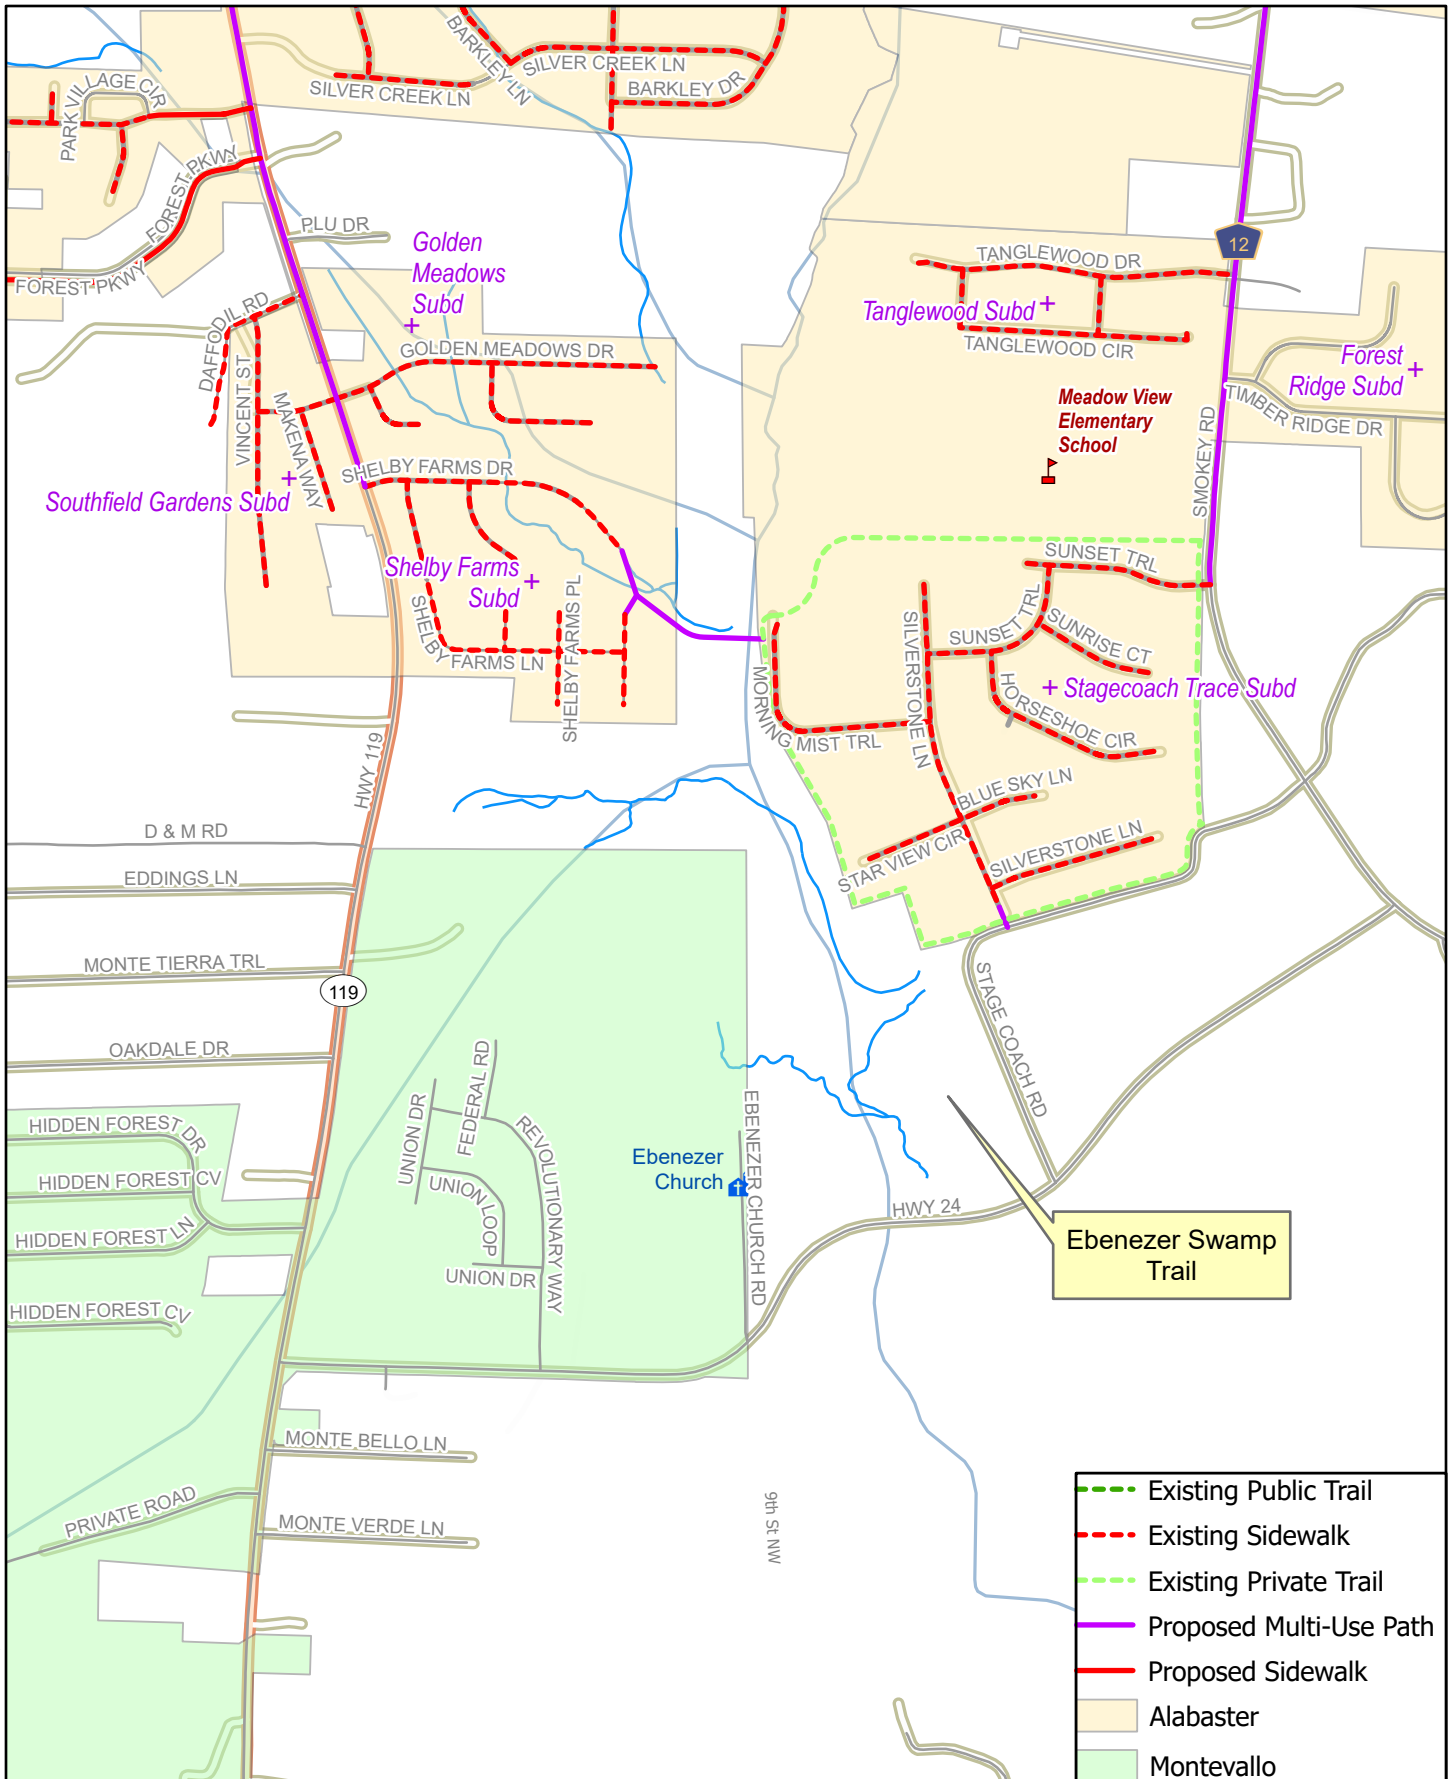 BARKLEY LN
SILVER CREEK LN
SILVER CREEK LN
BARKLEY DR
PARK VILLAGE CIR
FOREST PKWY
FOREST PKWY
PLU DR
Golden
Meadows
Subd
TANGLEWOOD DR
12
Tanglewood Subd
TANGLEWOOD CIR
DAFFODIL RD
VINCENT ST
MAKENA WAY
GOLDEN MEADOWS DR
Forest
Ridge Subd
TIMBER RIDGE DR
Meadow View
Elementary
School
SMOKEY RD
SHELBY FARMS DR
Southfield Gardens Subd
Shelby Farms
Subd
SHELBY FARMS LN
SHELBY FARMS PL
SUNSET TRL
SUNSET TRL
SUNRISE CT
SILVERSTONE LN
HORSESHOE CIR
Stagecoach Trace Subd
MORNING MIST TRL
BLUE SKY LN
STAR VIEW CIR
SILVERSTONE LN
HWY 119
D & M RD
EDDINGS LN
MONTE TIERRA TRL
119
OAKDALE DR
STAGE COACH RD
HIDDEN FOREST DR
HIDDEN FOREST CV
HIDDEN FOREST LN
HIDDEN FOREST CV
UNION DR
FEDERAL RD
REVOLUTIONARY WAY
UNION LOOP
UNION DR
Ebenezer
Church
EBENEZER CHURCH RD
HWY 24
Ebenezer Swamp
Trail
MONTE BELLO LN
PRIVATE ROAD
MONTE VERDE LN
9th St NW
Existing Public Trail
Existing Sidewalk
Existing Private Trail
Proposed Multi-Use Path
Proposed Sidewalk
Alabaster
Montevallo